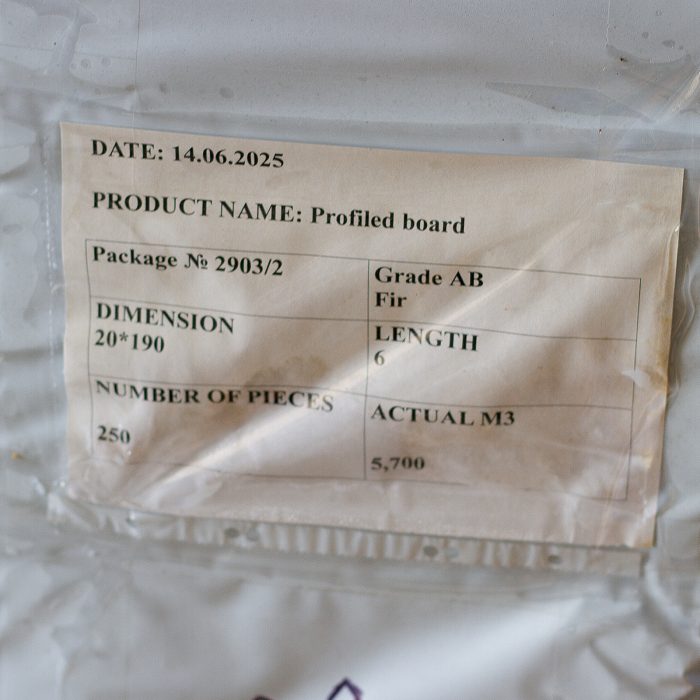 DATE: 14.06.2025
PRODUCT NAME: Profiled board
Package № 2903/2
Grade AB
Fir
DIMENSION
20*190
LENGTH
6
NUMBER OF PIECES
250
ACTUAL M3
5,700